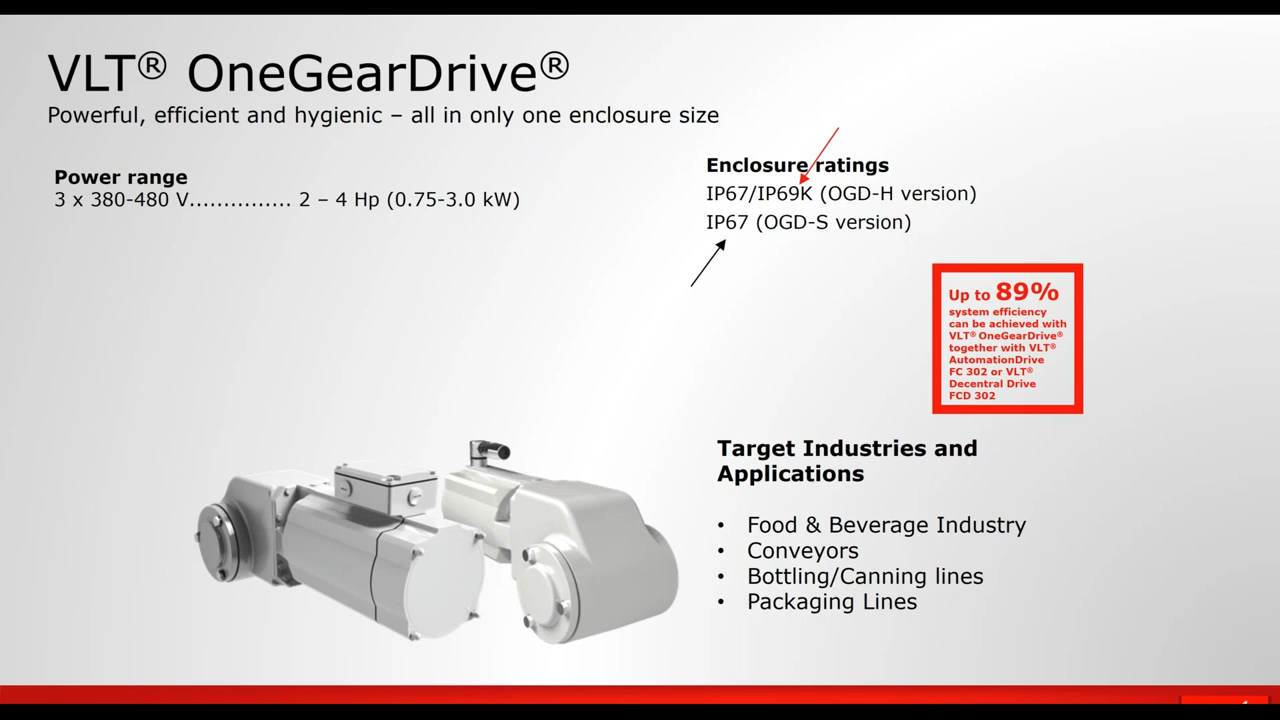 VLT® OneGearDrive®
Powerful, efficient and hygienic – all in only one enclosure size
Power range
3 x 380-480 V............... 2 – 4 Hp (0.75-3.0 kW)
Enclosure ratings
IP67/IP69K (OGD-H version)
IP67 (OGD-S version)
Up to 89%
system efficiency
can be achieved with
VLT® OneGearDrive®
together with VLT®
AutomationDrive
FC 302 or VLT®
Decentral Drive
FCD 302
Target Industries and
Applications
• Food & Beverage Industry
• Conveyors
• Bottling/Canning lines
• Packaging Lines